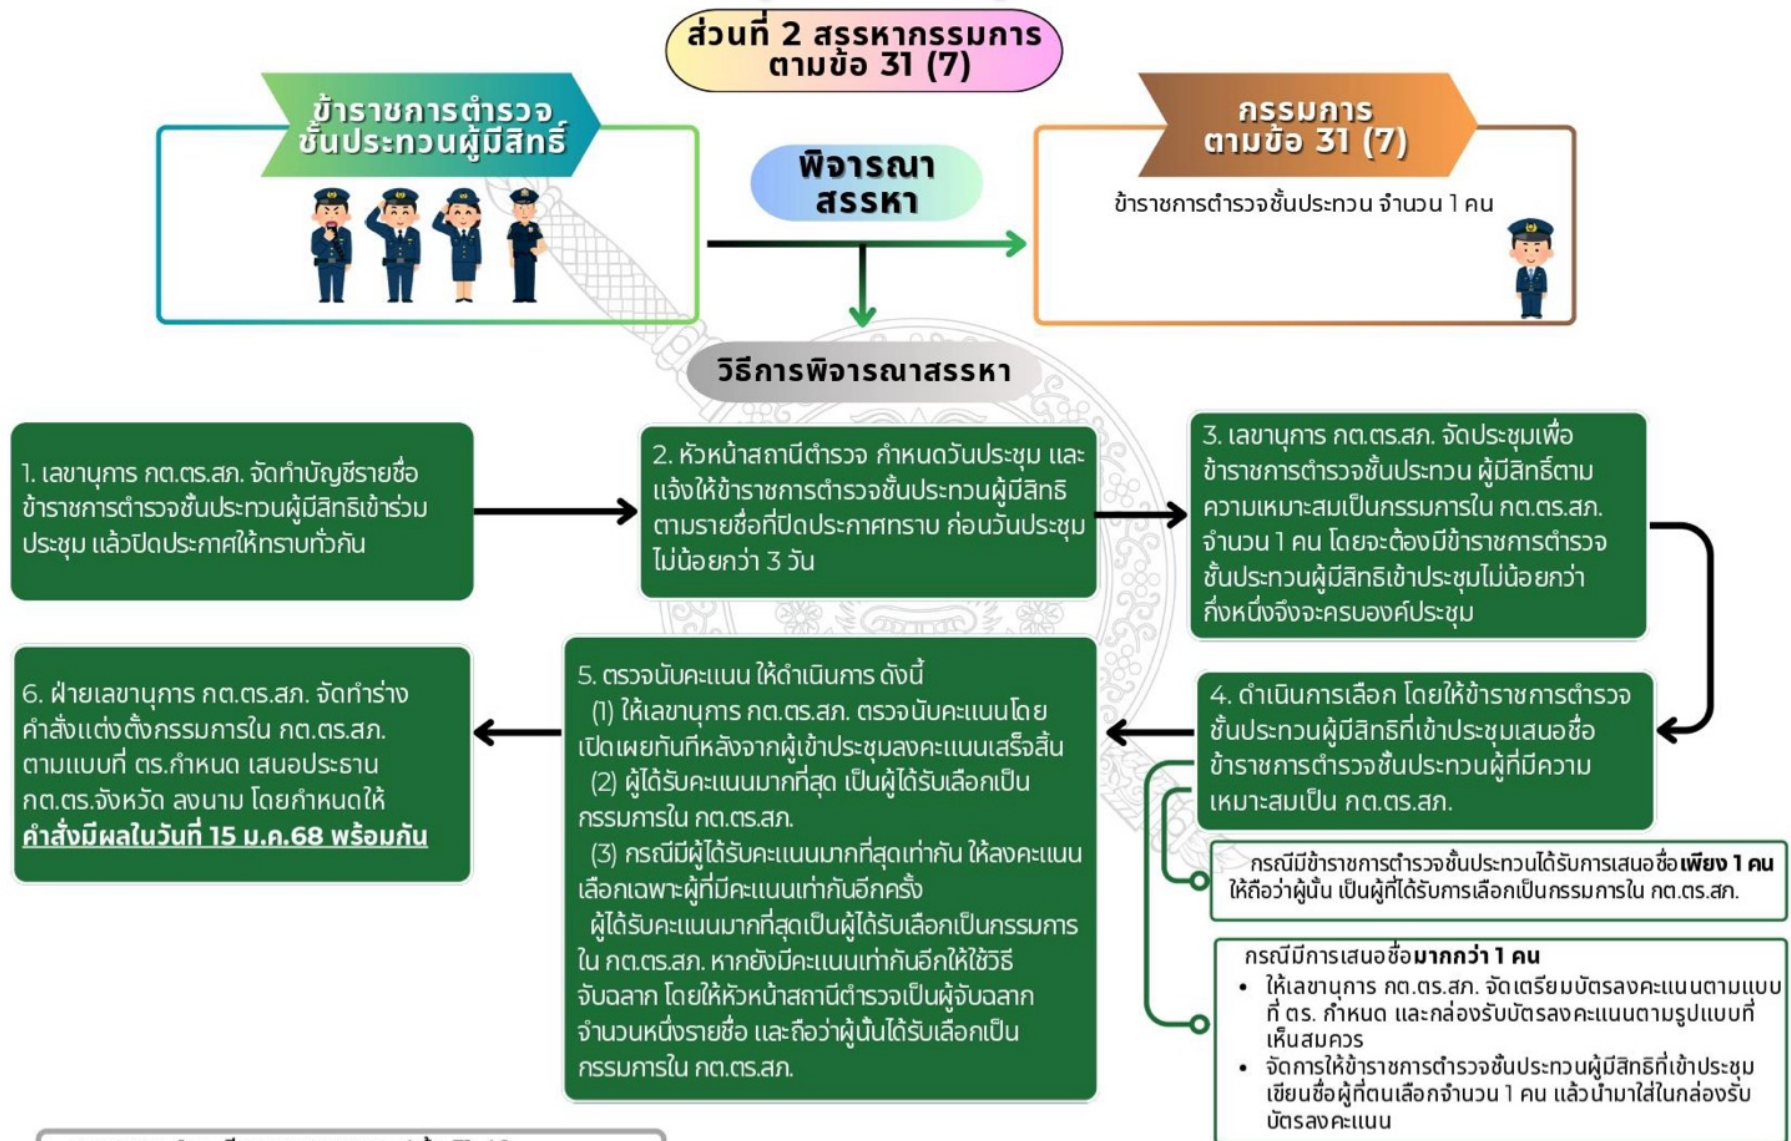 ส่วนที่ 2 สรรหากรรมการ
ตามข้อ 31 (7)
ข้าราชการตำรวจ
ชั้นประทวนผู้มีสิทธิ์
พิจารณา
สรรหา
กรรมการ
ตามข้อ 31 (7)
ข้าราชการตำรวจชั้นประทวน จำนวน 1 คน
วิธีการพิจารณาสรรหา
1. เลขานุการ กต.ตร.สภ. จัดทำบัญชีรายชื่อ
ข้าราชการตำรวจชั้นประทวนผู้มีสิทธิเข้าร่วม
ประชุม แล้วปิดประกาศให้ทราบทั่วกัน
2. หัวหน้าสถานีตำรวจ กำหนดวันประชุม และ
แจ้งให้ข้าราชการตำรวจชั้นประทวนผู้มีสิทธิ
ตามรายชื่อที่ปิดประกาศทราบ ก่อนวันประชุม
ไม่น้อยกว่า 3 วัน
3. เลขานุการ กต.ตร.สภ. จัดประชุมเพื่อ
ข้าราชการตำรวจชั้นประทวน ผู้มีสิทธิ์ตาม
ความเหมาะสมเป็นกรรมการใน กต.ตร.สภ.
จำนวน 1 คน โดยจะต้องมีข้าราชการตำรวจ
ชั้นประทวนผู้มีสิทธิเข้าประชุมไม่น้อยกว่า
กึ่งหนึ่งจึงจะครบองค์ประชุม
4. ดำเนินการเลือก โดยให้ข้าราชการตำรวจ
ชั้นประทวนผู้มีสิทธิที่เข้าประชุมเสนอชื่อ
ข้าราชการตำรวจชั้นประทวนผู้ที่มีความ
เหมาะสมเป็น กต.ตร.สภ.
กรณีมีข้าราชการตำรวจชั้นประทวนได้รับการเสนอชื่อเพียง 1 คน
ให้ถือว่าผู้นั้น เป็นผู้ที่ได้รับการเลือกเป็นกรรมการใน กต.ตร.สภ.
กรณีมีการเสนอชื่อมากกว่า 1 คน
• ให้เลขานุการ กต.ตร.สภ. จัดเตรียมบัตรลงคะแนนตามแบบ
ที่ ตร. กำหนด และกล่องรับบัตรลงคะแนนตามรูปแบบที่
เห็นสมควร
• จัดการให้ข้าราชการตำรวจชั้นประทวนผู้มีสิทธิที่เข้าประชุม
เขียนชื่อผู้ที่ตนเลือกจำนวน 1 คน แล้วนำมาใส่ในกล่องรับ
บัตรลงคะแนน
5. ตรวจนับคะแนน ให้ดำเนินการ ดังนี้
(1) ให้เลขานุการ กต.ตร.สภ. ตรวจนับคะแนนโดย
เปิดเผยทันทีหลังจากผู้เข้าประชุมลงคะแนนเสร็จสิ้น
(2) ผู้ได้รับคะแนนมากที่สุด เป็นผู้ได้รับเลือกเป็น
กรรมการใน กต.ตร.สภ.
(3) กรณีมีผู้ได้รับคะแนนมากที่สุดเท่ากัน ให้ลงคะแนน
เลือกเฉพาะผู้ที่มีคะแนนเท่ากันอีกครั้ง
ผู้ได้รับคะแนนมากที่สุดเป็นผู้ได้รับเลือกเป็นกรรมการ
ใน กต.ตร.สภ. หากยังมีคะแนนเท่ากันอีกให้ใช้วิธี
จับฉลาก โดยให้หัวหน้าสถานีตำรวจเป็นผู้จับฉลาก
จำนวนหนึ่งรายชื่อ และถือว่าผู้นั้นได้รับเลือกเป็น
กรรมการใน กต.ตร.สภ.
6. ฝ่ายเลขานุการ กต.ตร.สภ. จัดทำร่าง
คำสั่งแต่งตั้งกรรมการใน กต.ตร.สภ.
ตามแบบที่ ตร.กำหนด เสนอประธาน
กต.ตร.จังหวัด ลงนาม โดยกำหนดให้
คำสั่งมีผลในวันที่ 15 ม.ค.68 พร้อมกัน